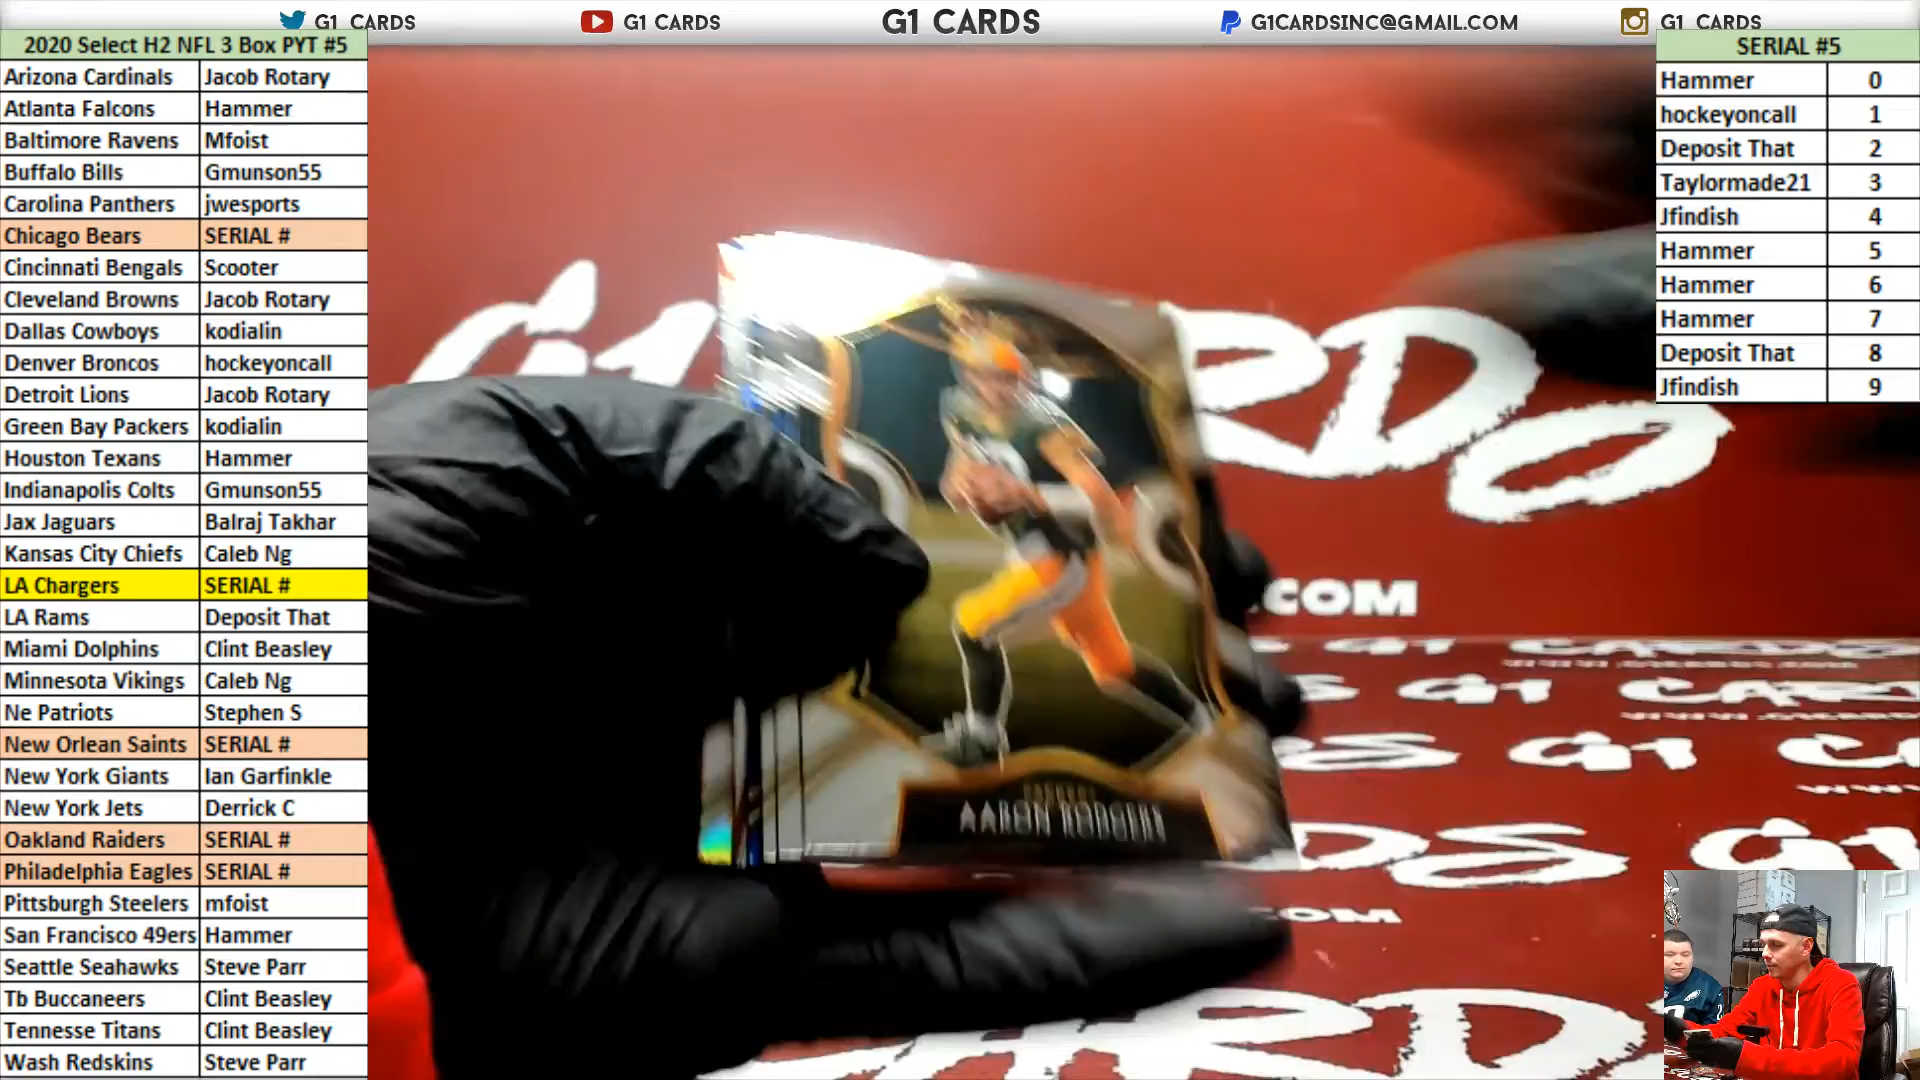 G1 CARDS
G1 CARDS
G1 CARDS
G1CARDSINC@GMAIL.COM
G1 CARDS
2020 Select H2 NFL 3 Box PYT #5
Arizona Cardinals Jacob Rotary
Atlanta Falcons Hammer
Baltimore Ravens Mfoist
Buffalo Bills Gmunson55
Carolina Panthers jwesports
Chicago Bears SERIAL #
Cincinnati Bengals Scooter
Cleveland Browns Jacob Rotary
Dallas Cowboys kodialin
Denver Broncos hockeyoncall
Detroit Lions Jacob Rotary
Green Bay Packers kodialin
Houston Texans Hammer
Indianapolis Colts Gmunson55
Jax Jaguars Balraj Takhar
Kansas City Chiefs Caleb Ng
LA Chargers SERIAL #
LA Rams Deposit That
Miami Dolphins Clint Beasley
Minnesota Vikings Caleb Ng
Ne Patriots Stephen S
New Orlean Saints SERIAL #
New York Giants Ian Garfinkle
New York Jets Derrick C
Oakland Raiders SERIAL #
Philadelphia Eagles SERIAL #
Pittsburgh Steelers mfoist
San Francisco 49ers Hammer
Seattle Seahawks Steve Parr
Tb Buccaneers Clint Beasley
Tennesse Titans Clint Beasley
Wash Redskins Steve Parr
SERIAL #5
Hammer 0
hockeyoncall 1
Deposit That 2
Taylormade21 3
Jfindish 4
Hammer 5
Hammer 6
Hammer 7
Deposit That 8
Jfindish 9
AARON RODGERS
.COM